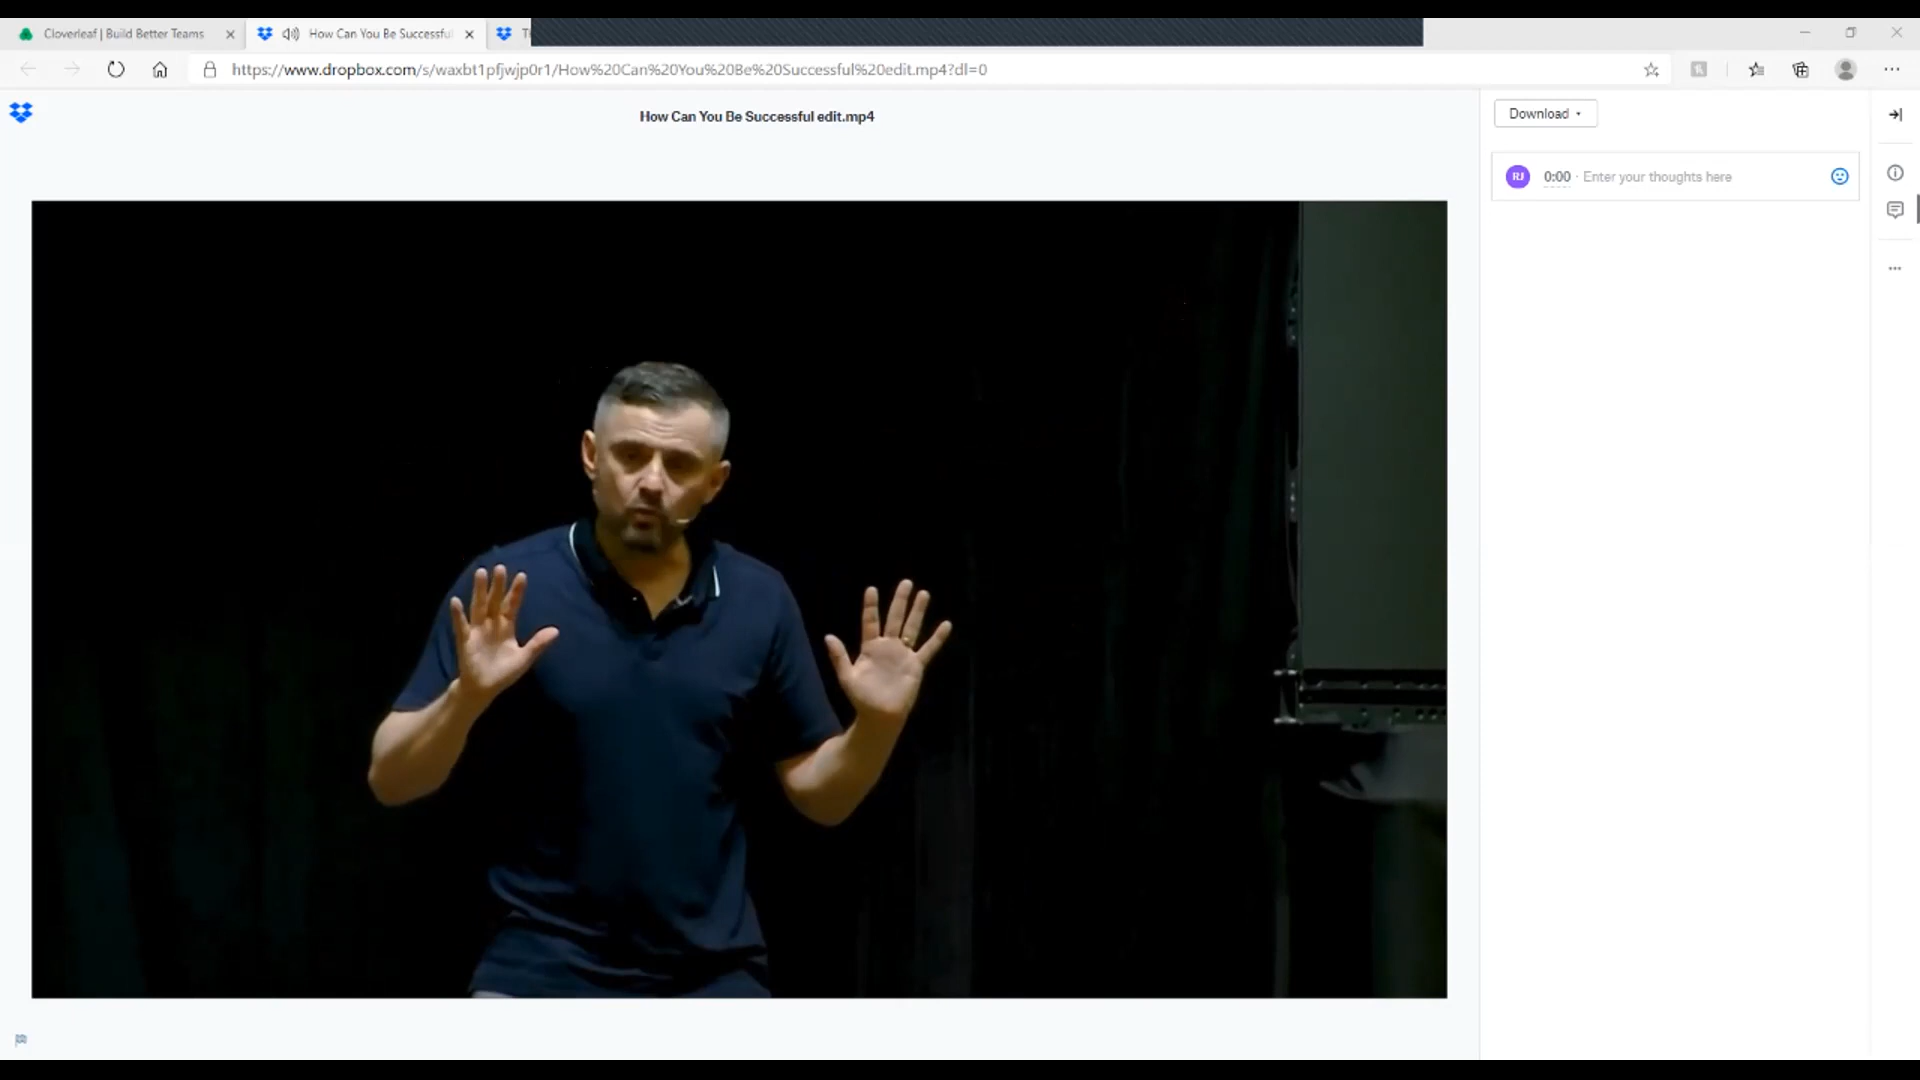 Cloverleaf | Build Better Teams
How Can You Be Successful
https://www.dropbox.com/s/waxbt1pfjwjp0r1/How%20Can%20You%20Be%20Successful%20edit.mp4?dl=0
How Can You Be Successful edit.mp4
Download
RJ 0:00 · Enter your thoughts here